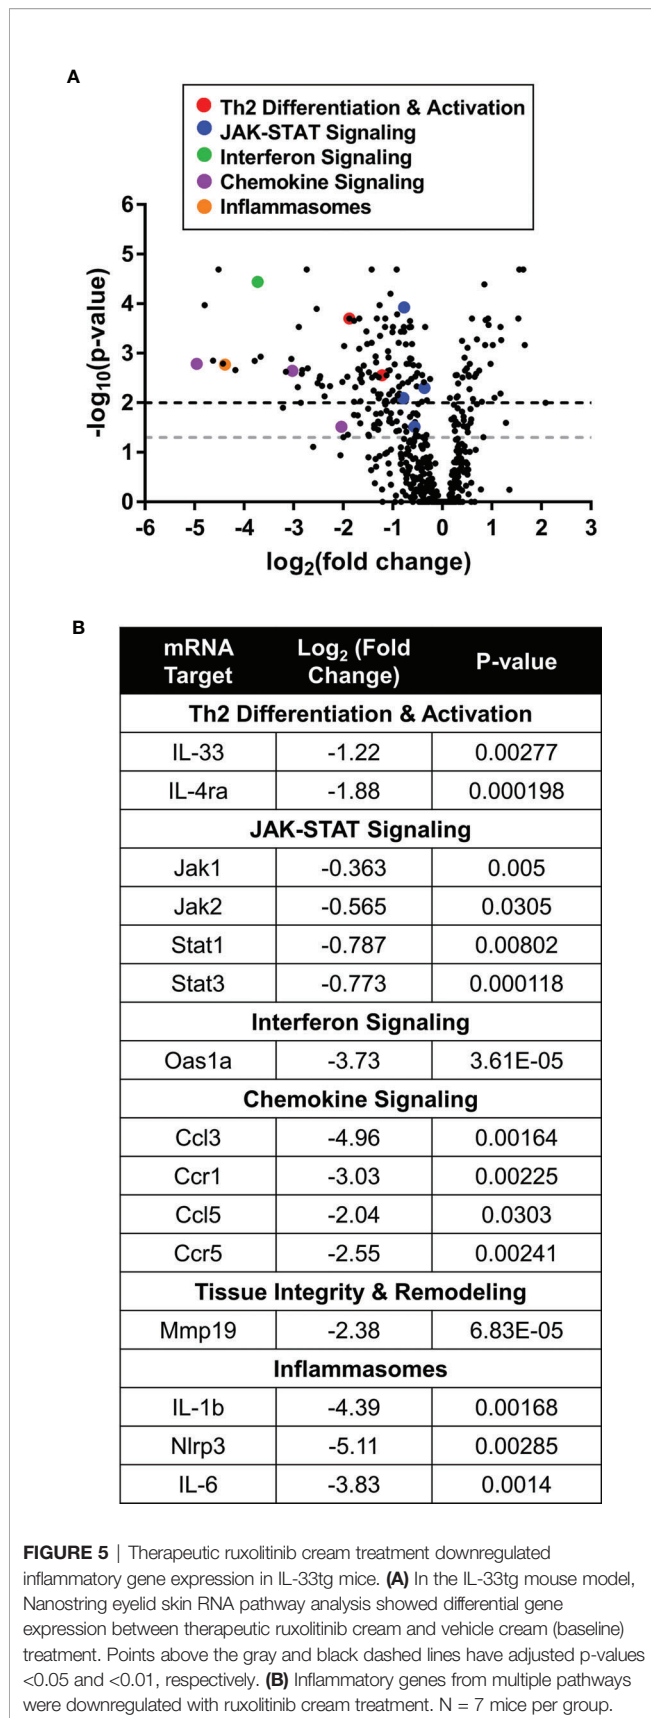 A
Th2 Differentiation & Activation
JAK-STAT Signaling
Interferon Signaling
Chemokine Signaling
Inflammasomes
6
5
4
3
2
1
0
-log10(p-value)
-6 -5 -4 -3 -2 -1 0 1 2 3
log2(fold change)
B
mRNA Target Log2 (Fold Change) P-value
Th2 Differentiation & Activation
IL-33 -1.22 0.00277
IL-4ra -1.88 0.000198
JAK-STAT Signaling
Jak1 -0.363 0.005
Jak2 -0.565 0.0305
Stat1 -0.787 0.00802
Stat3 -0.773 0.000118
Interferon Signaling
Oas1a -3.73 3.61E-05
Chemokine Signaling
Ccl3 -4.96 0.00164
Ccr1 -3.03 0.00225
Ccl5 -2.04 0.0303
Ccr5 -2.55 0.00241
Tissue Integrity & Remodeling
Mmp19 -2.38 6.83E-05
Inflammasomes
IL-1b -4.39 0.00168
Nlrp3 -5.11 0.00285
IL-6 -3.83 0.0014
FIGURE 5 | Therapeutic ruxolitinib cream treatment downregulated
inflammatory gene expression in IL-33tg mice. (A) In the IL-33tg mouse model,
Nanostring eyelid skin RNA pathway analysis showed differential gene
expression between therapeutic ruxolitinib cream and vehicle cream (baseline)
treatment. Points above the gray and black dashed lines have adjusted p-values
<0.05 and <0.01, respectively. (B) Inflammatory genes from multiple pathways
were downregulated with ruxolitinib cream treatment. N = 7 mice per group.